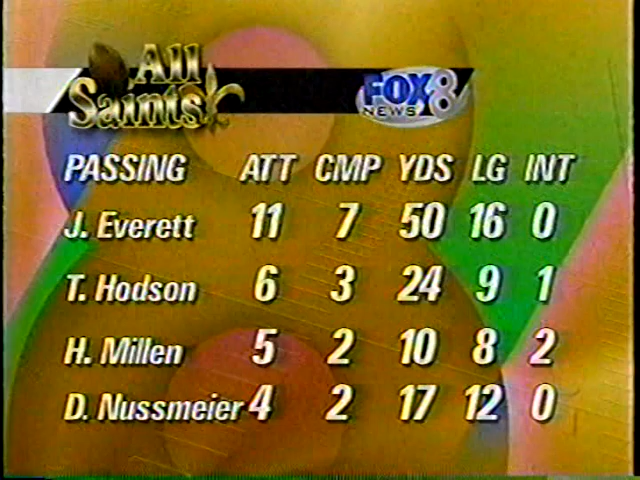 All
Saints
FOX 8
NEWS
PASSING ATT CMP YDS LG INT
J. Everett 11 7 50 16 0
T. Hodson 6 3 24 9 1
H. Millen 5 2 10 8 2
D. Nussmeier 4 2 17 12 0